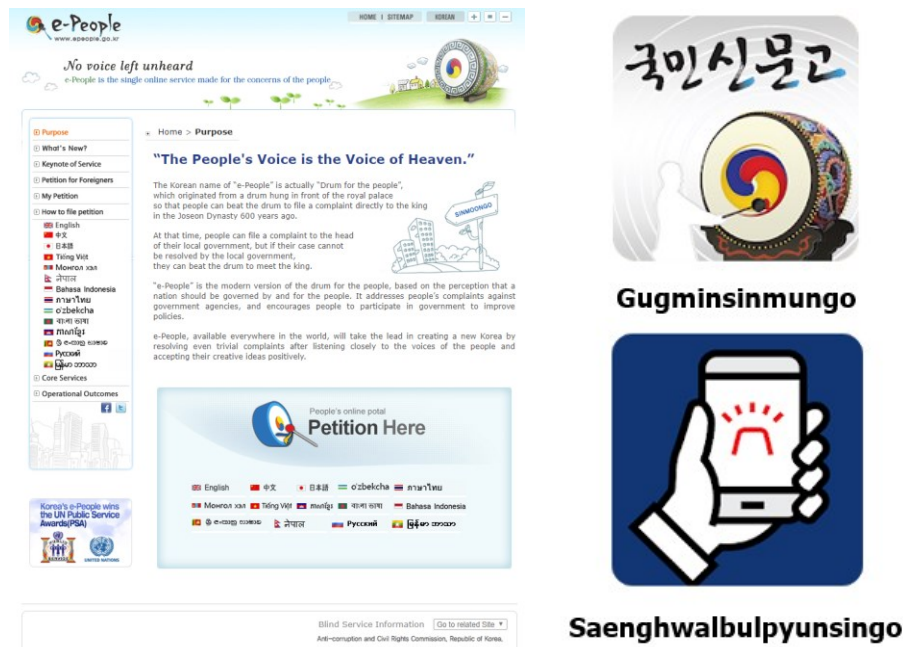 e-People
www.epeople.go.kr
HOME | SITEMAP
KOREAN
No voice left unheard
e-People is the single online service made for the concerns of the people
Purpose
What's New?
Keynote of Service
Petition for Foreigners
My Petition
How to file petition
English
中文
日本語
Tiếng Việt
Монгол хэл
नेपाल
Bahasa Indonesia
ภาษาไทย
o'zbekcha
বাংলা ভাষা
ភាសាខ្មែរ
Русский
မြန်မာ ဘာသာ
Core Services
Operational Outcomes
Korea's e-People wins
the UN Public Service
Awards(PSA)
UNITED NATIONS
Home > Purpose
"The People's Voice is the Voice of Heaven."
The Korean name of "e-People" is actually "Drum for the people",
which originated from a drum hung in front of the royal palace
so that people can beat the drum to file a complaint directly to the king
in the Joseon Dynasty 600 years ago.
SINMOONGO
At that time, people can file a complaint to the head
of their local government, but if their case cannot
be resolved by the local government,
they can beat the drum to meet the king.
"e-People" is the modern version of the drum for the people, based on the perception that a
nation should be governed by and for the people. It addresses people's complaints against
government agencies, and encourages people to participate in government to improve
policies.
e-People, available everywhere in the world, will take the lead in creating a new Korea by
resolving even trivial complaints after listening closely to the voices of the people and
accepting their creative ideas positively.
People's online potal
Petition Here
English 中文 日本語 o'zbekcha ภาษาไทย
Монгол хэл Tiếng Việt ភាសាខ្មែរ বাংলা ভাষা Bahasa Indonesia
नेपाल Русский မြန်မာ ဘာသာ
Blind Service Information Go to related Site
Anti-corruption and Civil Rights Commission, Republic of Korea,
국민신문고
Gugminsinmungo
Saenghwalbulpyunsingo